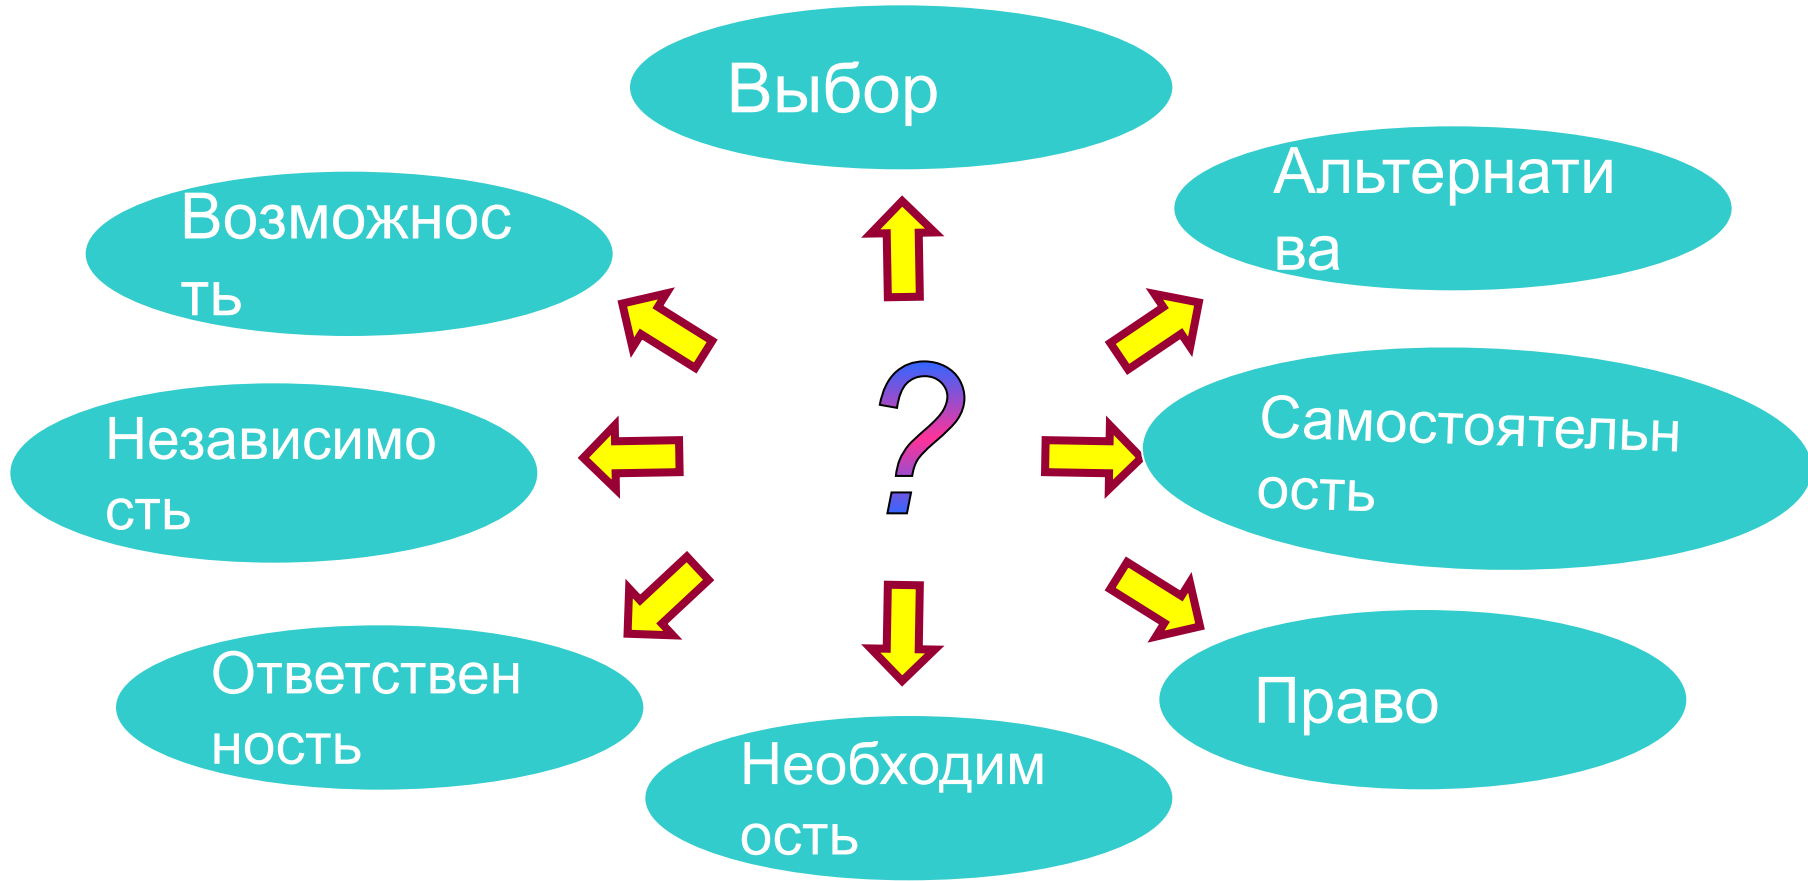 Выбор
Альтернати
ва
Возможнос
ть
?
Самостоятельн
ость
Независимо
сть
Ответствен
ность
Право
Необходим
ость